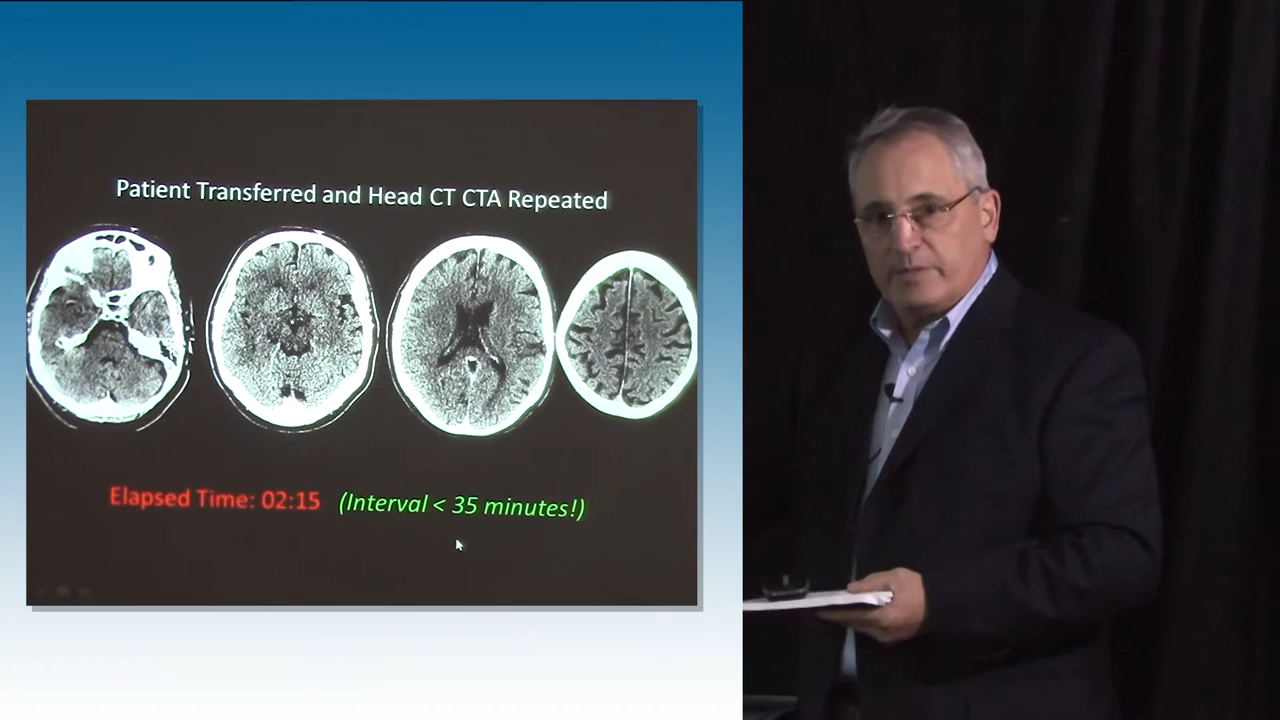 Patient Transferred and Head CT CTA Repeated
Elapsed Time: 02:15 (Interval < 35 minutes!)